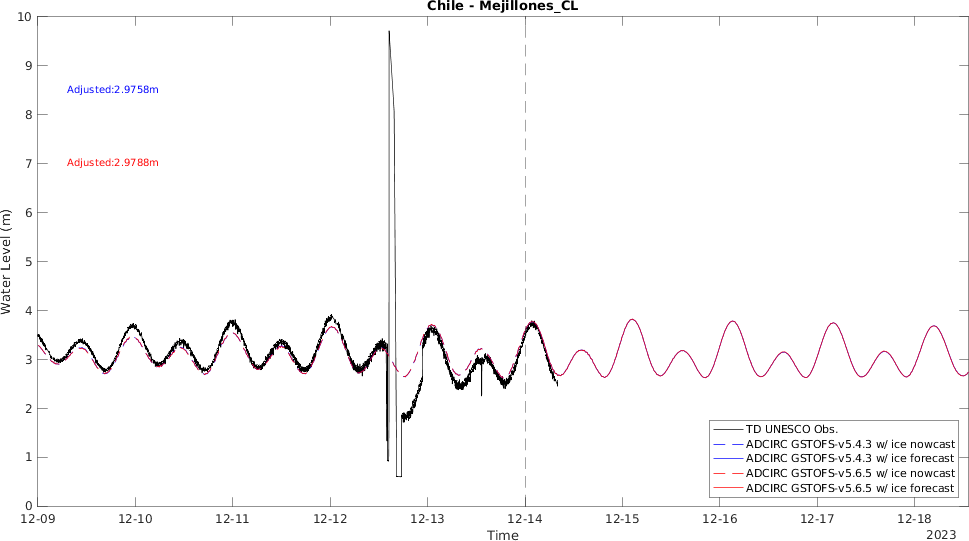 Chile - Mejillones_CL
10
9
8
7
6
5
4
3
2
1
0
Water Level (m)
Adjusted:2.9758m
Adjusted:2.9788m
TD UNESCO Obs.
ADCIRC GSTOFS-v5.4.3 w/ ice nowcast
ADCIRC GSTOFS-v5.4.3 w/ ice forecast
ADCIRC GSTOFS-v5.6.5 w/ ice nowcast
ADCIRC GSTOFS-v5.6.5 w/ ice forecast
12-09 12-10 12-11 12-12 12-13 12-14 12-15 12-16 12-17 12-18
Time
2023